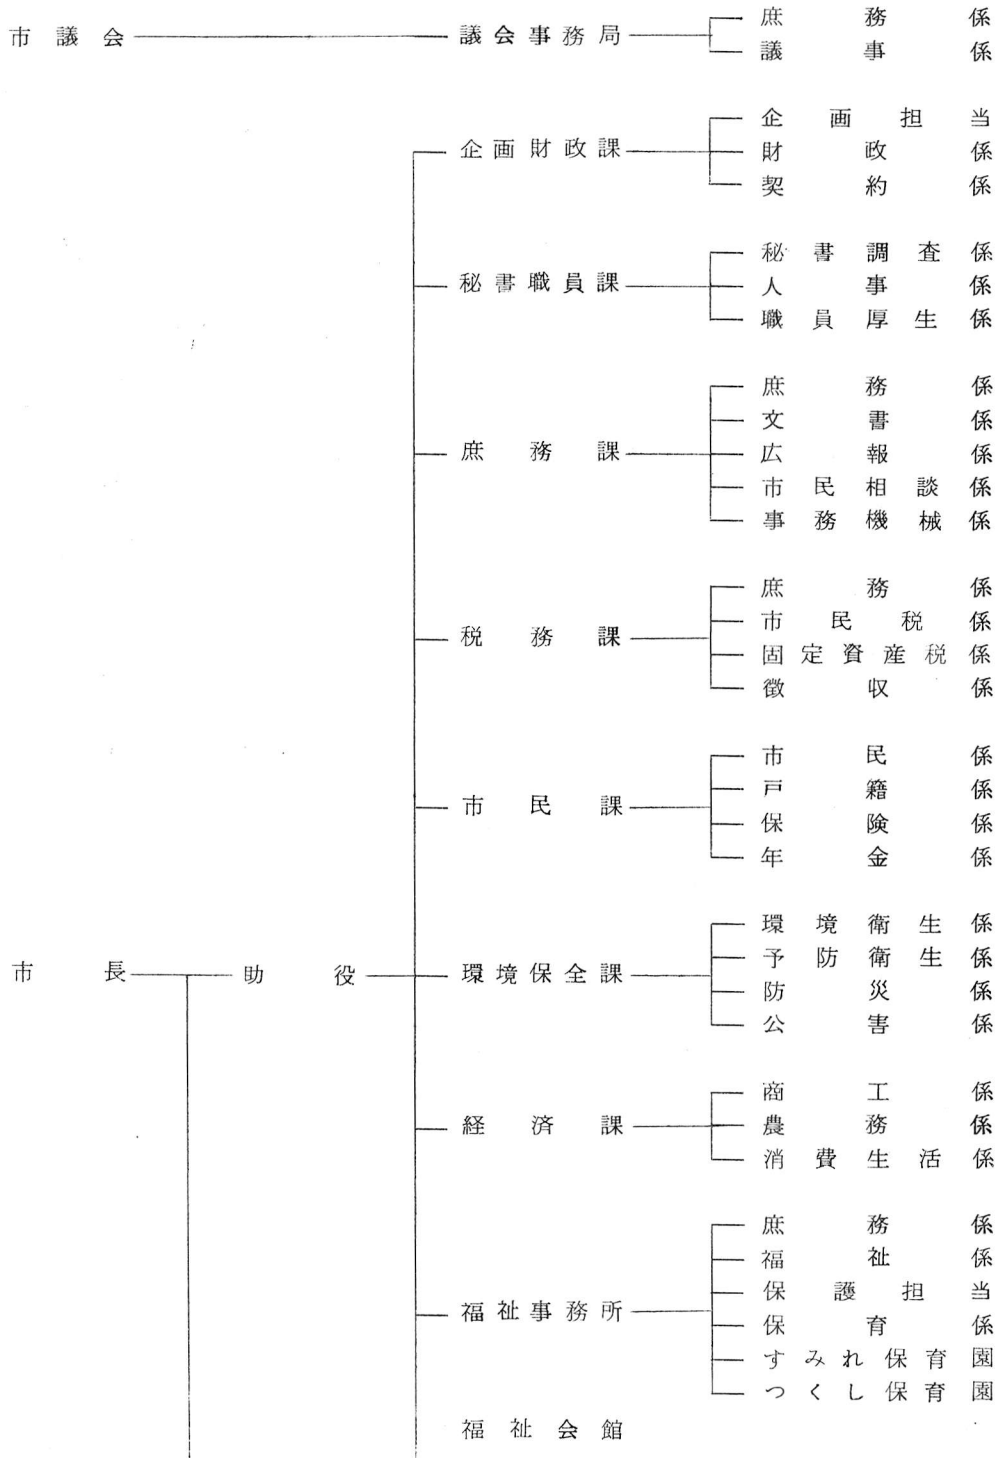 庶務係
市議会 議会事務局
議事係
企画担当
企画財政課 財政係
契約係
秘書調査係
秘書職員課 人事係
職員厚生係
庶務係
文書係
庶務課 広報係
市民相談係
事務機械係
庶務係
市民税係
税務課
固定資産税係
徴収係
市民係
戸籍係
市民課
保険係
年金係
環境衛生係
予防衛生係
市長 助役 環境保全課
防災係
公害係
商工係
経済課 農務係
消費生活係
庶務係
福祉係
保護担当
福祉事務所
保育係
すみれ保育園
つくし保育園
福祉会館